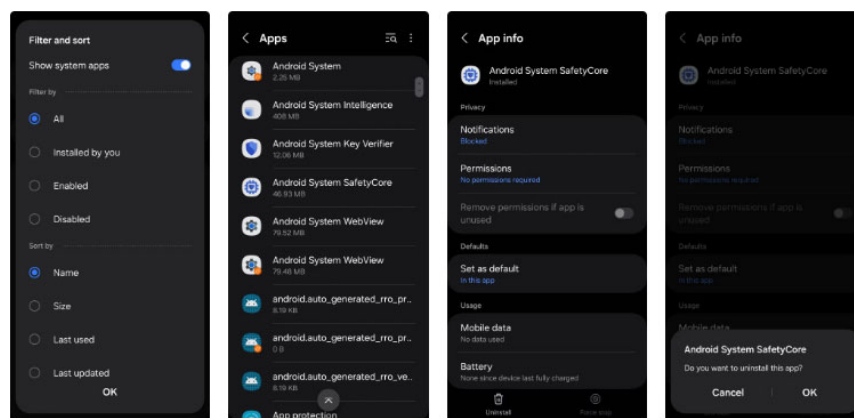 Filter and sort
Show system apps
Filter by
All
Installed by you
Enabled
Disabled
Sort by
Name
Size
Last used
Last updated
OK
Apps
Android System
2.25 MB
Android System Intelligence
408 MB
Android System Key Verifier
12.06 MB
Android System SafetyCore
46.93 MB
Android System WebView
79.52 MB
Android System WebView
79.48 MB
android.auto_generated_rro_pr..
8.19 KB
android.auto_generated_rro_pr..
0 B
android.auto_generated_rro_ve..
8.19 KB
App protection
App info
Android System SafetyCore
Installed
Privacy
Notifications
Blocked
Permissions
No permissions required
Remove permissions if app is
unused
Defaults
Set as default
In this app
Usage
Mobile data
No data used
Battery
None since device last fully charged
Uninstall
Force stop
App info
Android System SafetyCore
Installed
Privacy
Notifications
Blocked
Permissions
No permissions required
Remove permissions if app is
unused
Defaults
Set as default
In this app
Usage
Mobile data
Android System SafetyCore
Do you want to uninstall this app?
Cancel
OK